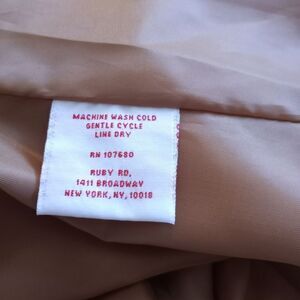 MACHINE WASH COLD
GENTLE CYCLE
LINE DRY
RN 107680
RUBY RD.
1411 BROADWAY
NEW YORK, NY, 10018